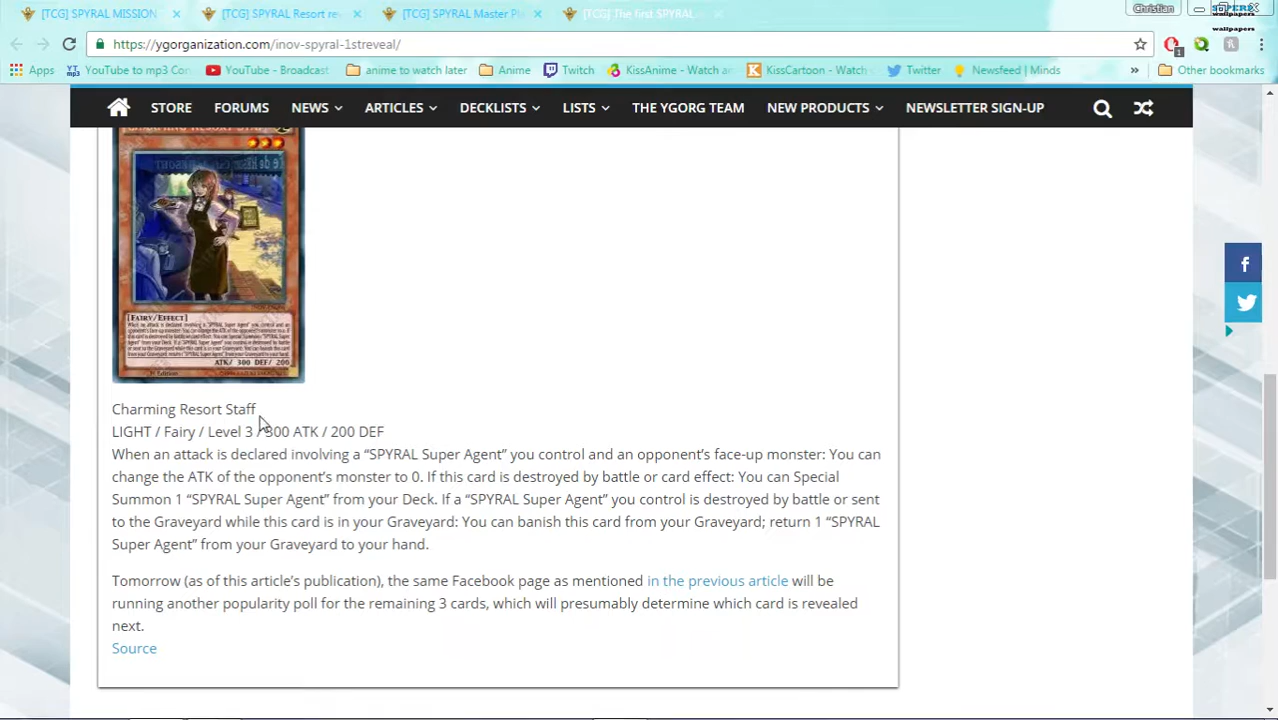 [TCG] SPYRAL MISSION
[TCG] SPYRAL Resort re
[TCG] SPYRAL Master Pl
[TCG] The first SPYRAL
Christian
https://ygorganization.com/inov-spyral-1streveal/
Apps
YouTube to mp3 Con
YouTube - Broadcast
anime to watch later
Anime
Twitch
KissAnime - Watch an
KissCartoon - Watch
Twitter
Newsfeed | Minds
»
Other bookmarks
STORE
FORUMS
NEWS
ARTICLES
DECKLISTS
LISTS
THE YGORG TEAM
NEW PRODUCTS
NEWSLETTER SIGN-UP
[FAIRY/EFFECT]
ATK/ 300 DEF/ 200
Charming Resort Staff
LIGHT / Fairy / Level 3 / 300 ATK / 200 DEF
When an attack is declared involving a “SPYRAL Super Agent” you control and an opponent’s face-up monster: You can
change the ATK of the opponent’s monster to 0. If this card is destroyed by battle or card effect: You can Special
Summon 1 “SPYRAL Super Agent” from your Deck. If a “SPYRAL Super Agent” you control is destroyed by battle or sent
to the Graveyard while this card is in your Graveyard: You can banish this card from your Graveyard; return 1 “SPYRAL
Super Agent” from your Graveyard to your hand.
Tomorrow (as of this article’s publication), the same Facebook page as mentioned in the previous article will be
running another popularity poll for the remaining 3 cards, which will presumably determine which card is revealed
next.
Source